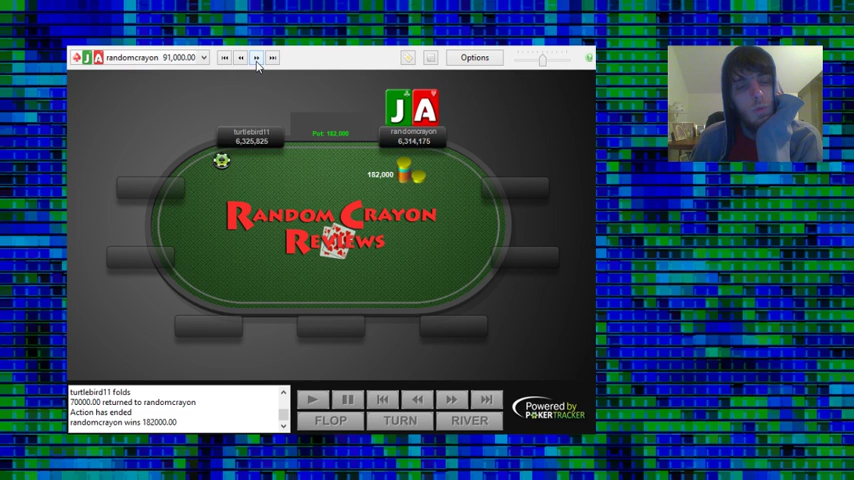 JA randomcrayon 91,000.00
Options
J A
turtlebird11
6,325,825
Pot: 182,000
randomcrayon
6,314,175
182,000
RANDOM CRAYON
REVIEWS
turtlebird11 folds
70000.00 returned to randomcrayon
Action has ended
randomcrayon wins 182000.00
FLOP
TURN
RIVER
Powered by
POKERTRACKER